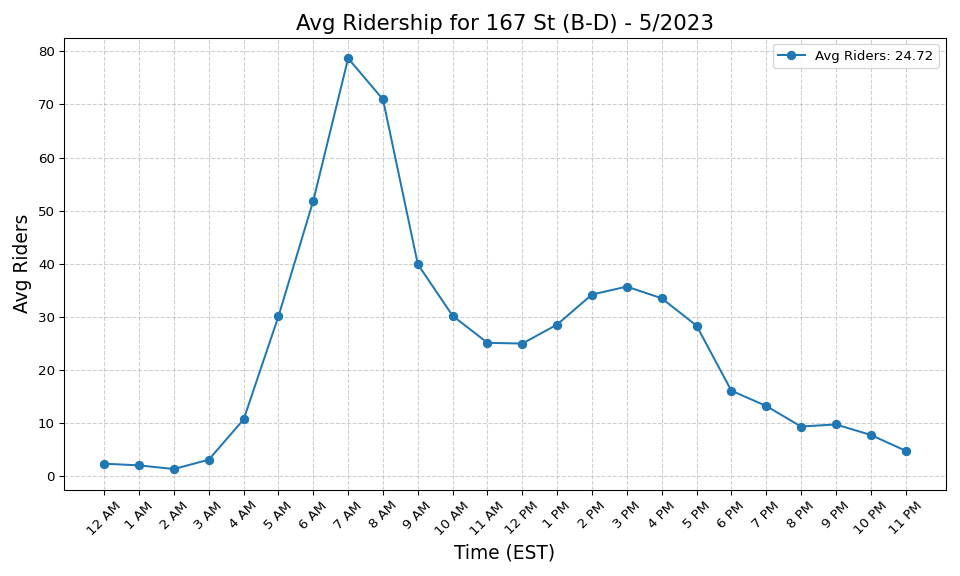 Avg Ridership for 167 St (B-D) - 5/2023
Avg Riders: 24.72
Avg Riders
80
70
60
50
40
30
20
10
0
12 AM
1 AM
2 AM
3 AM
4 AM
5 AM
6 AM
7 AM
8 AM
9 AM
10 AM
11 AM
12 PM
1 PM
2 PM
3 PM
4 PM
5 PM
6 PM
7 PM
8 PM
9 PM
10 PM
11 PM
Time (EST)